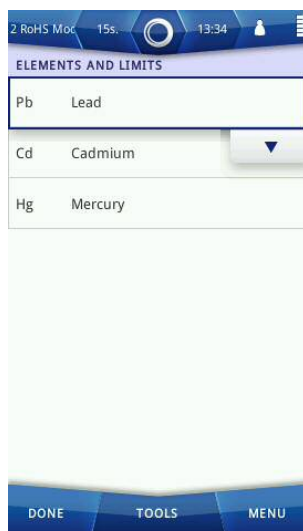 2 RoHS Moc 15s. 13:34
ELEMENTS AND LIMITS
Pb Lead
Cd Cadmium
Hg Mercury
DONE TOOLS MENU